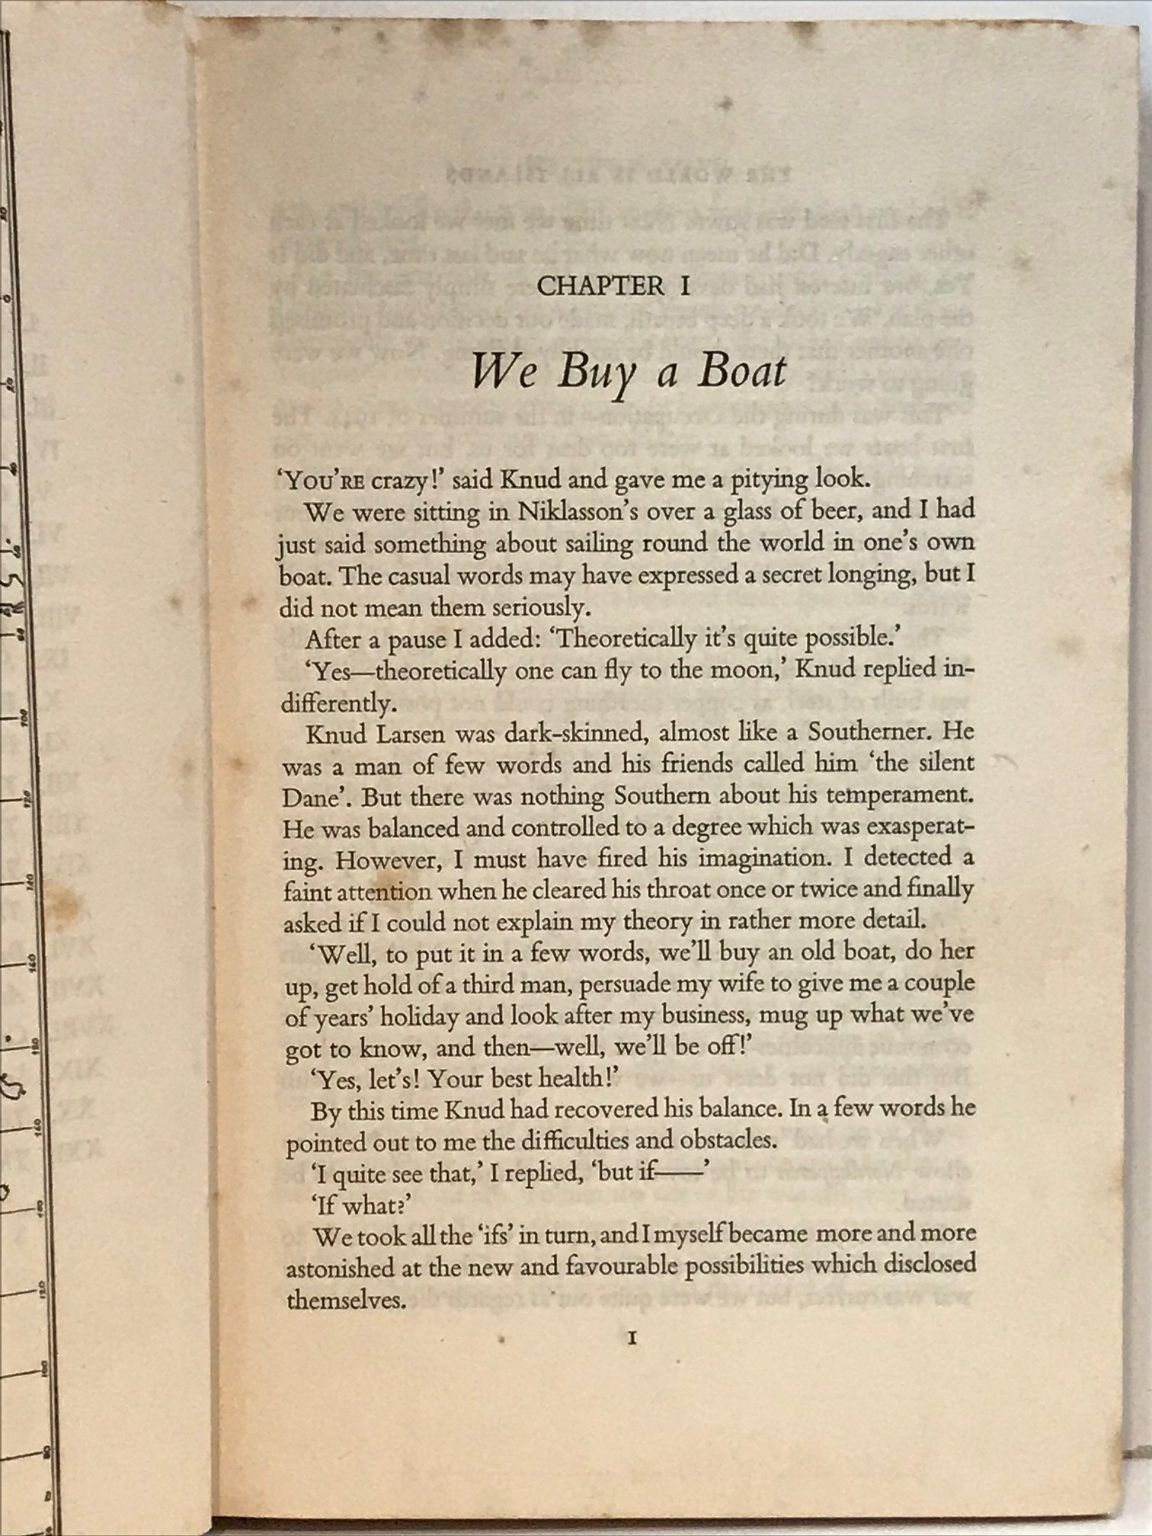 CHAPTER I
We Buy a Boat
‘YOU’RE crazy!’ said Knud and gave me a pitying look.
We were sitting in Niklasson’s over a glass of beer, and I had
just said something about sailing round the world in one’s own
boat. The casual words may have expressed a secret longing, but I
did not mean them seriously.
After a pause I added: ‘Theoretically it’s quite possible.’
‘Yes—theoretically one can fly to the moon,’ Knud replied in-
differently.
Knud Larsen was dark-skinned, almost like a Southerner. He
was a man of few words and his friends called him ‘the silent
Dane’. But there was nothing Southern about his temperament.
He was balanced and controlled to a degree which was exasperat-
ing. However, I must have fired his imagination. I detected a
faint attention when he cleared his throat once or twice and finally
asked if I could not explain my theory in rather more detail.
‘Well, to put it in a few words, we’ll buy an old boat, do her
up, get hold of a third man, persuade my wife to give me a couple
of years’ holiday and look after my business, mug up what we’ve
got to know, and then—well, we’ll be off!’
‘Yes, let’s! Your best health!’
By this time Knud had recovered his balance. In a few words he
pointed out to me the difficulties and obstacles.
‘I quite see that,’ I replied, ‘but if——’
‘If what?’
We took all the ‘ifs’ in turn, and I myself became more and more
astonished at the new and favourable possibilities which disclosed
themselves.
1